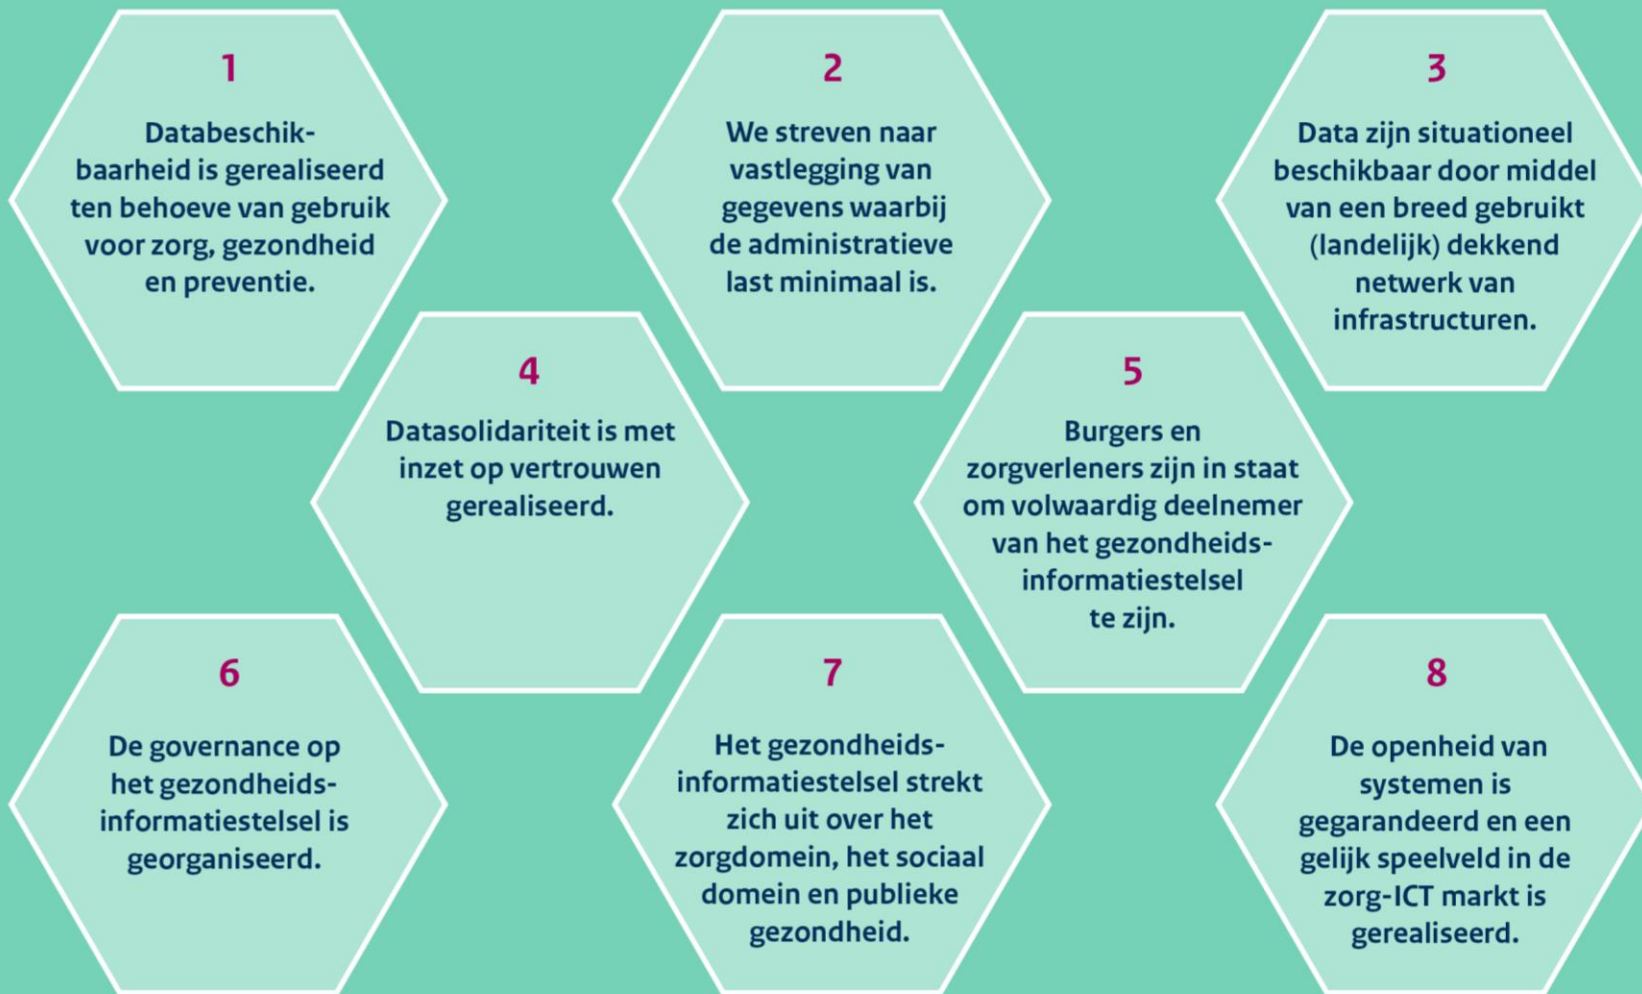 1
Databeschik-
baarheid is gerealiseerd
ten behoeve van gebruik
voor zorg, gezondheid
en preventie.
2
We streven naar
vastlegging van
gegevens waarbij
de administratieve
last minimaal is.
3
Data zijn situationeel
beschikbaar door middel
van een breed gebruikt
(landelijk) dekkend
netwerk van
infrastructuren.
4
Datasolidariteit is met
inzet op vertrouwen
gerealiseerd.
5
Burgers en
zorgverleners zijn in staat
om volwaardig deelnemer
van het gezondheids-
informatiestelsel
te zijn.
6
De governance op
het gezondheids-
informatiestelsel is
georganiseerd.
7
Het gezondheids-
informatiestelsel strekt
zich uit over het
zorgdomein, het sociaal
domein en publieke
gezondheid.
8
De openheid van
systemen is
gegarandeerd en een
gelijk speelveld in de
zorg-ICT markt is
gerealiseerd.